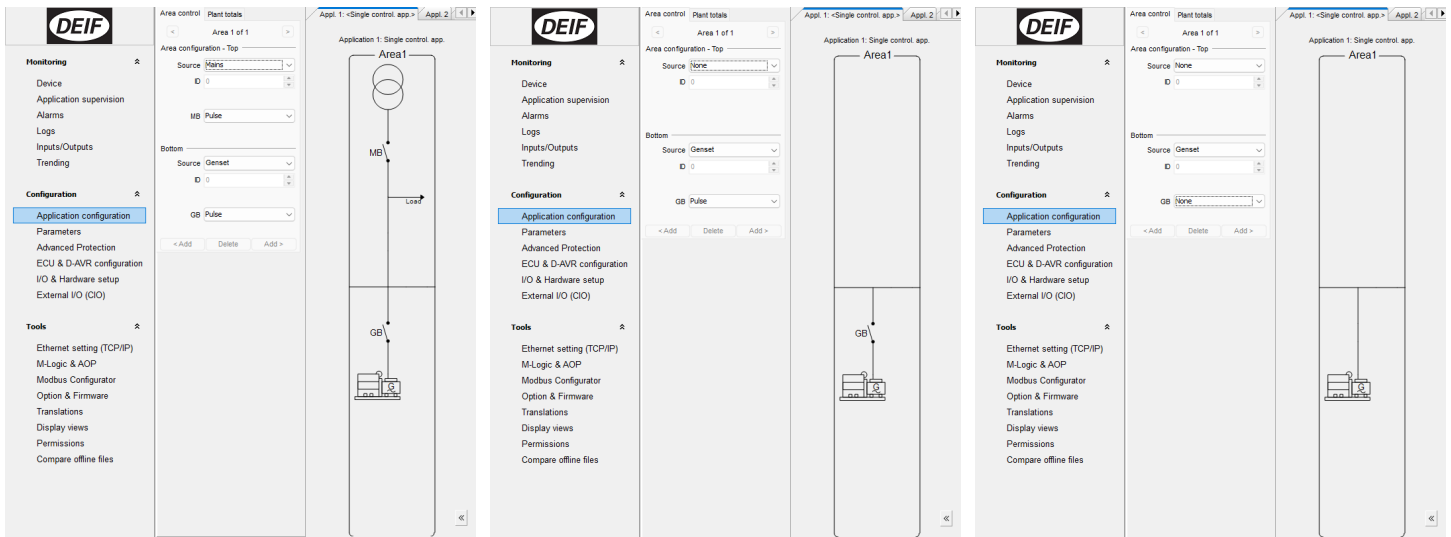 DEIF
Monitoring
Device
Application supervision
Alarms
Logs
Inputs/Outputs
Trending
Configuration
Application configuration
Parameters
Advanced Protection
ECU & D-AVR configuration
I/O & Hardware setup
External I/O (CIO)
Tools
Ethernet setting (TCP/IP)
M-Logic & AOP
Modbus Configurator
Option & Firmware
Translations
Display views
Permissions
Compare offline files
Area control Plant totals
< Area 1 of 1 >
Area configuration - Top
Source Mains
ID 0
MB Pulse
Bottom
Source Genset
ID 0
GB Pulse
< Add Delete Add >
Appl. 1: <Single control. app.> Appl. 2
Application 1: Single control. app.
Area1
MB
Load
GB
G
DEIF
Monitoring
Device
Application supervision
Alarms
Logs
Inputs/Outputs
Trending
Configuration
Application configuration
Parameters
Advanced Protection
ECU & D-AVR configuration
I/O & Hardware setup
External I/O (CIO)
Tools
Ethernet setting (TCP/IP)
M-Logic & AOP
Modbus Configurator
Option & Firmware
Translations
Display views
Permissions
Compare offline files
Area control Plant totals
< Area 1 of 1 >
Area configuration - Top
Source None
ID 0
Bottom
Source Genset
ID 0
GB Pulse
< Add Delete Add >
Appl. 1: <Single control. app.> Appl. 2
Application 1: Single control. app.
Area1
GB
G
DEIF
Monitoring
Device
Application supervision
Alarms
Logs
Inputs/Outputs
Trending
Configuration
Application configuration
Parameters
Advanced Protection
ECU & D-AVR configuration
I/O & Hardware setup
External I/O (CIO)
Tools
Ethernet setting (TCP/IP)
M-Logic & AOP
Modbus Configurator
Option & Firmware
Translations
Display views
Permissions
Compare offline files
Area control Plant totals
< Area 1 of 1 >
Area configuration - Top
Source None
ID 0
Bottom
Source Genset
ID 0
GB None
< Add Delete Add >
Appl. 1: <Single control. app.> Appl. 2
Application 1: Single control. app.
Area1
G